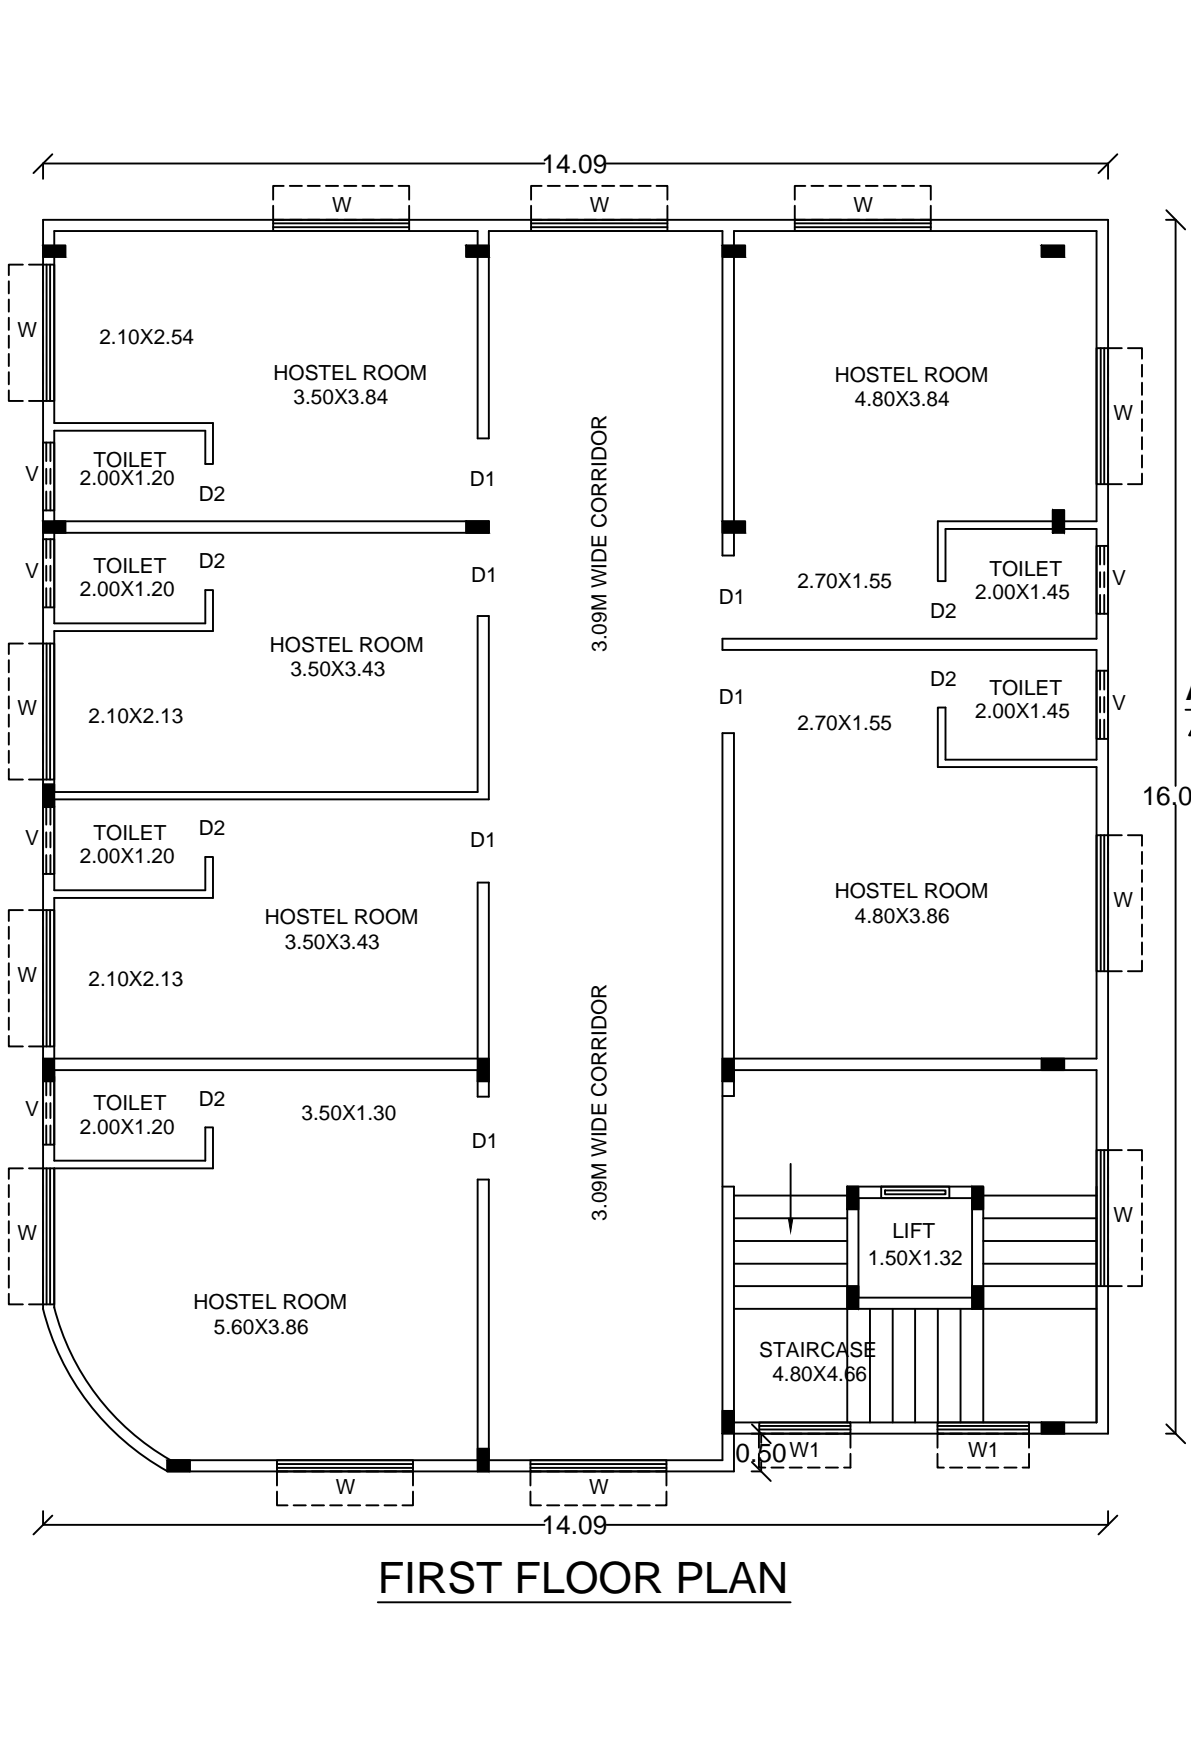 14.09
W
W
W
W
2.10X2.54
HOSTEL ROOM
3.50X3.84
HOSTEL ROOM
4.80X3.84
W
3.09M WIDE CORRIDOR
TOILET
2.00X1.20
V
D2
D1
TOILET
2.00X1.20
V
D2
D1
2.70X1.55
D1
D2
TOILET
2.00X1.45
V
HOSTEL ROOM
3.50X3.43
W
2.10X2.13
D1
D2
TOILET
2.00X1.45
V
2.70X1.55
16.0
TOILET
2.00X1.20
V
D2
D1
HOSTEL ROOM
4.80X3.86
W
HOSTEL ROOM
3.50X3.43
W
2.10X2.13
3.09M WIDE CORRIDOR
TOILET
2.00X1.20
V
D2
3.50X1.30
D1
W
W
LIFT
1.50X1.32
HOSTEL ROOM
5.60X3.86
STAIRCASE
4.80X4.66
0.50
W1
W1
W
W
14.09
FIRST FLOOR PLAN